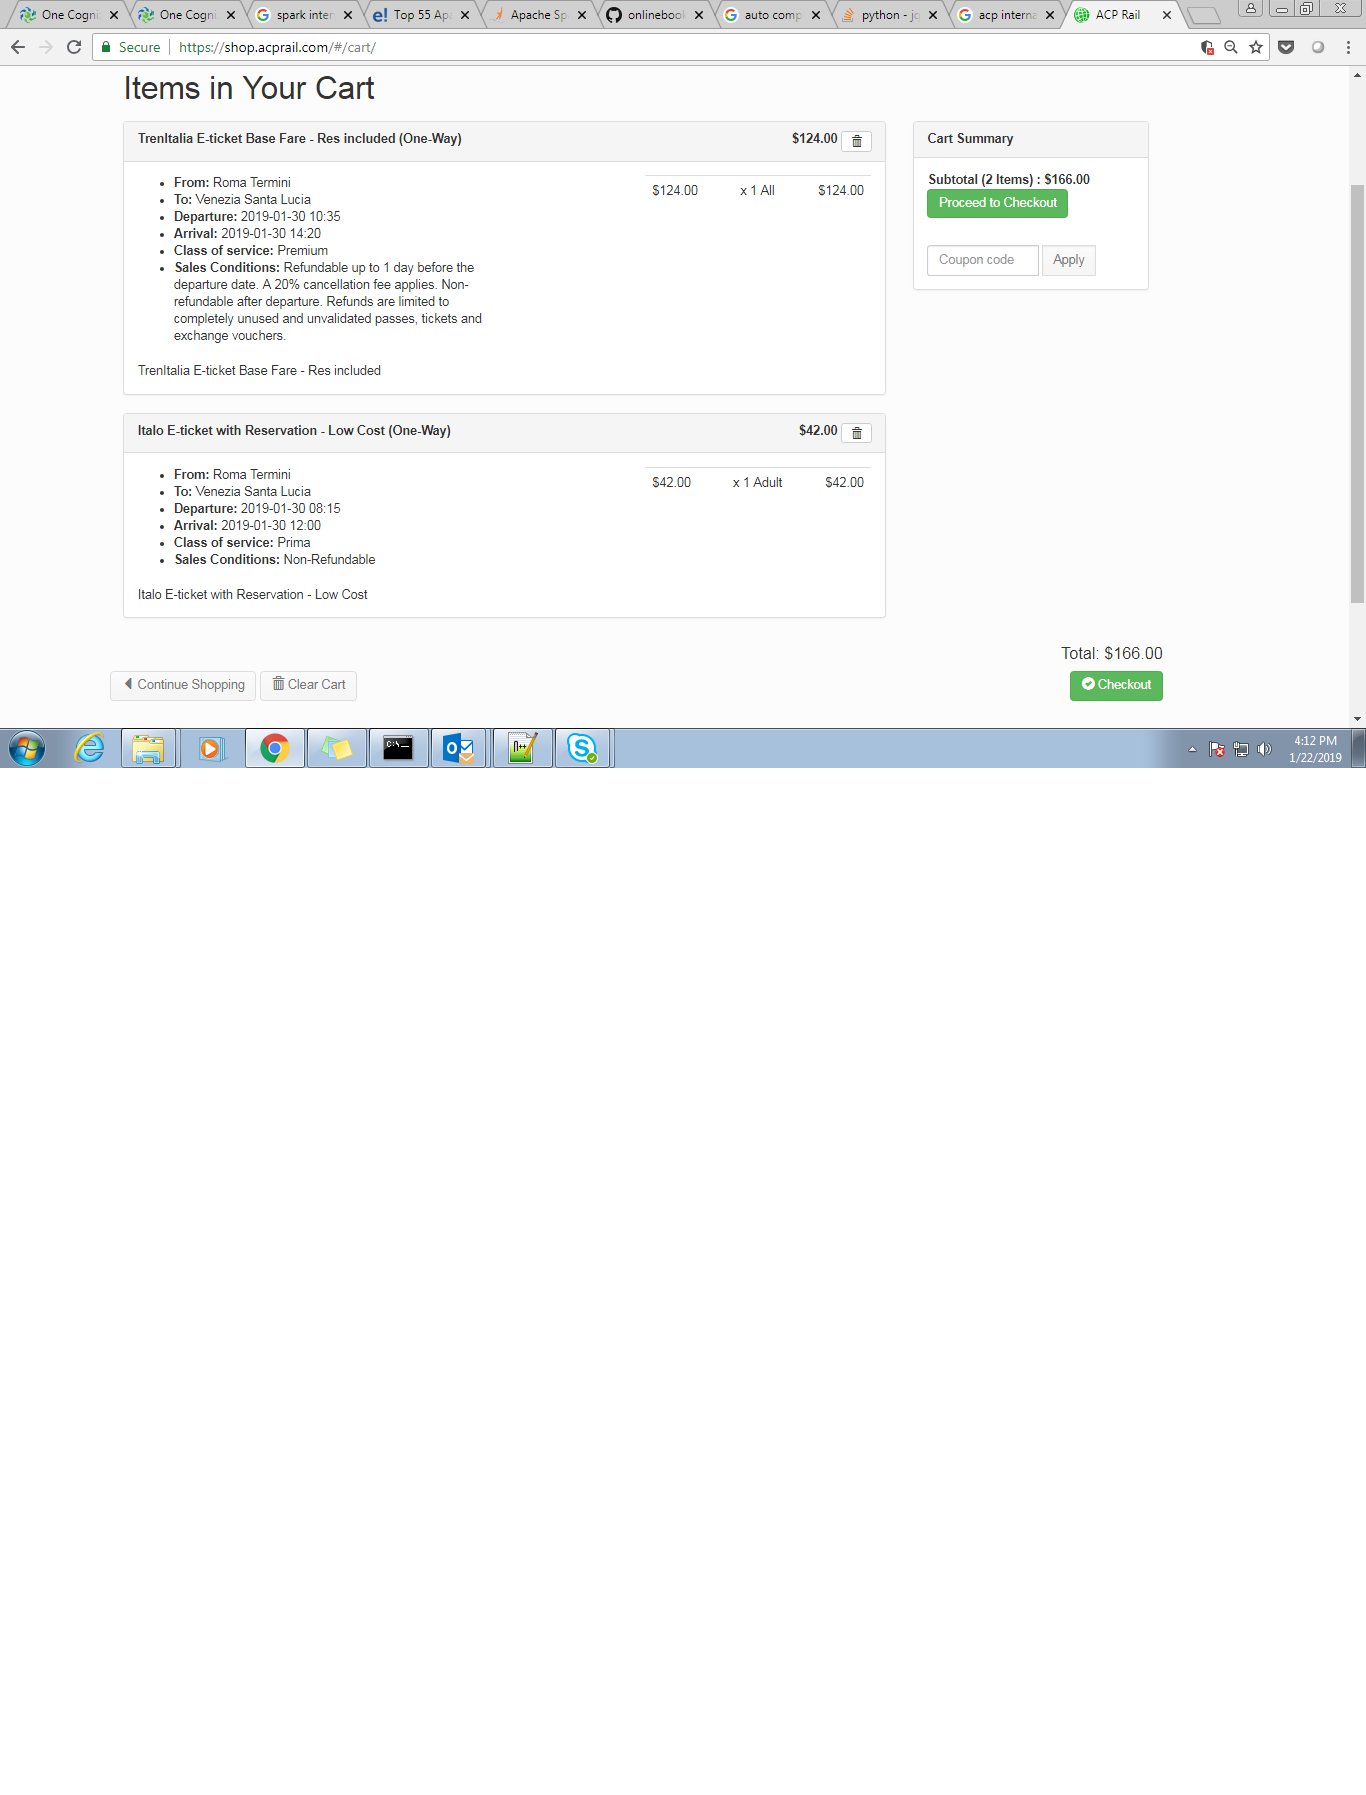 One Cogni
One Cogni
spark inter
Top 55 Ap
Apache Sp
onlinebool
auto comp
python - jq
acp interna
ACP Rail
Secure
https://shop.acprail.com/#/cart/
Items in Your Cart
TrenItalia E-ticket Base Fare - Res included (One-Way)
$124.00
From: Roma Termini
To: Venezia Santa Lucia
Departure: 2019-01-30 10:35
Arrival: 2019-01-30 14:20
Class of service: Premium
Sales Conditions: Refundable up to 1 day before the
departure date. A 20% cancellation fee applies. Non-
refundable after departure. Refunds are limited to
completely unused and unvalidated passes, tickets and
exchange vouchers.
$124.00 x 1 All $124.00
TrenItalia E-ticket Base Fare - Res included
Italo E-ticket with Reservation - Low Cost (One-Way)
$42.00
From: Roma Termini
To: Venezia Santa Lucia
Departure: 2019-01-30 08:15
Arrival: 2019-01-30 12:00
Class of service: Prima
Sales Conditions: Non-Refundable
$42.00 x 1 Adult $42.00
Italo E-ticket with Reservation - Low Cost
Cart Summary
Subtotal (2 Items) : $166.00
Proceed to Checkout
Coupon code
Apply
Total: $166.00
Continue Shopping
Clear Cart
Checkout
4:12 PM
1/22/2019